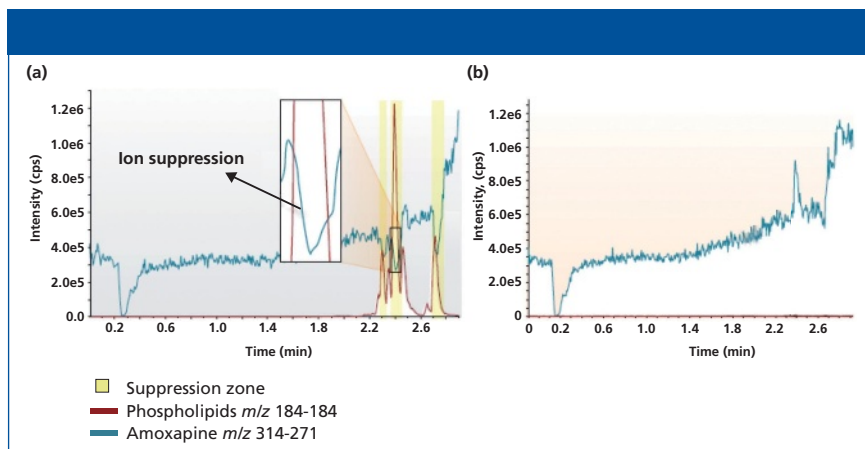 (a)
Intensity (cps)
1.2e6
1.0e6
8.0e5
6.0e5
4.0e5
2.0e5
0.0
Ion suppression
0.2 0.6 1.0 1.4 1.8 2.2 2.6
Time (min)
(b)
Intensity, (cps)
1.2e6
1.0e6
8.0e5
6.0e5
4.0e5
2.0e5
0
0 0.2 0.6 1.0 1.4 1.8 2.2 2.6
Time (min)
Suppression zone
Phospholipids m/z 184-184
Amoxapine m/z 314-271